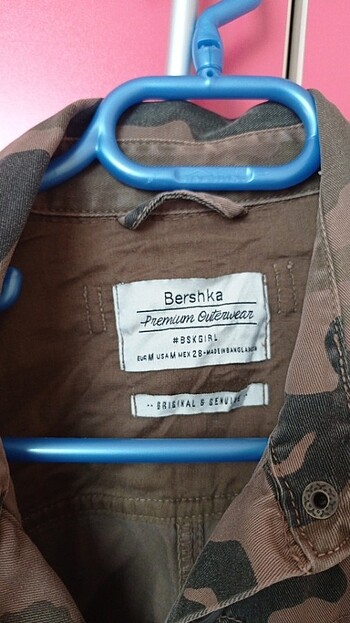 Bershka
Premium Outerwear
#BSKGIRL
EUR M USA M MEX 28 - MADE IN BANGLADESH
ORIGINAL & GENUINE